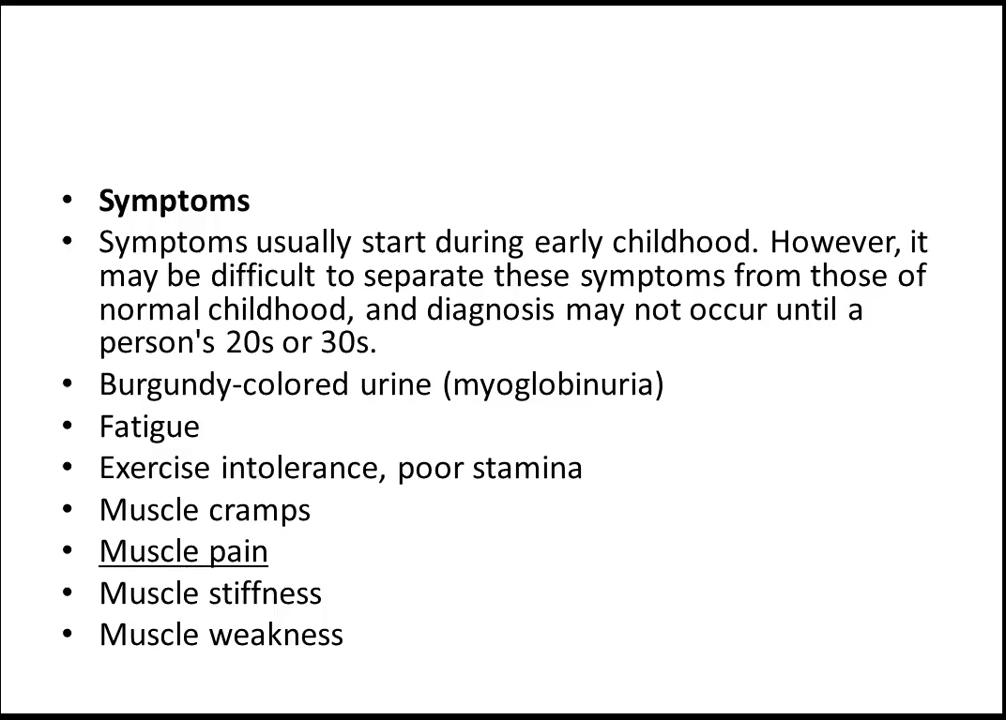 • Symptoms
• Symptoms usually start during early childhood. However, it
may be difficult to separate these symptoms from those of
normal childhood, and diagnosis may not occur until a
person's 20s or 30s.
• Burgundy-colored urine (myoglobinuria)
• Fatigue
• Exercise intolerance, poor stamina
• Muscle cramps
• Muscle pain
• Muscle stiffness
• Muscle weakness